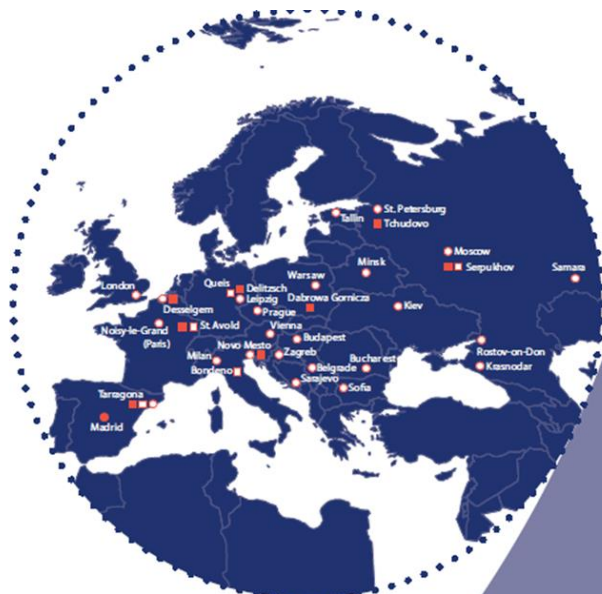 St. Petersburg
Tallin
Tchudovo
Moscow
Minsk
Serpukhov
Samara
Warsaw
Queis
Delitzsch
London
Leipzig
Dabrowa Gornicza
Kiev
Desselgem
Prague
Noisy-le-Grand
(Paris)
St Avold
Vienna
Budapest
Rostov-on-Don
Milan
Novo Mesto
Zagreb
Bucharest
Krasnodar
Bondeno
Belgrade
Sarajevo
Sofia
Tarragona
Madrid